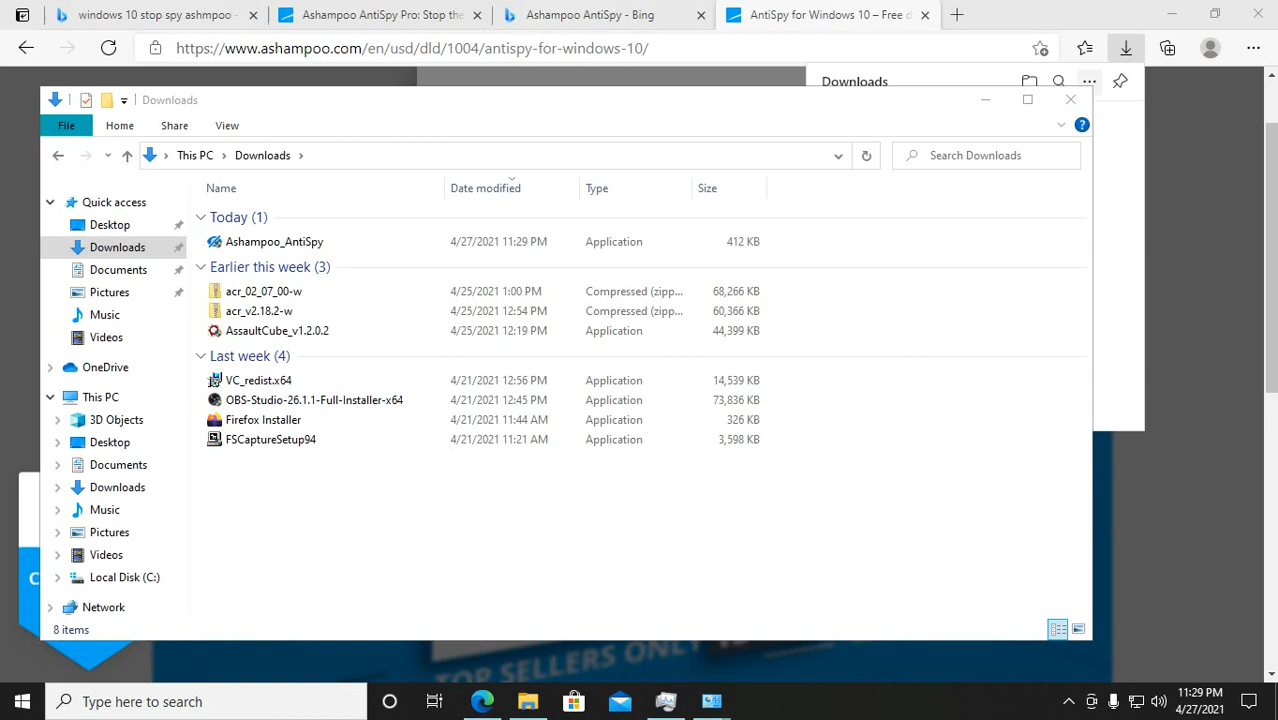 windows 10 stop spy ashmpoo -
Ashampoo AntiSpy Pro: Stop the
Ashampoo AntiSpy - Bing
AntiSpy for Windows 10 – Free d
https://www.ashampoo.com/en/usd/dld/1004/antispy-for-windows-10/
Downloads
Downloads
File Home Share View
This PC Downloads
Search Downloads
Name Date modified Type Size
Quick access
Desktop
Downloads
Documents
Pictures
Music
Videos
OneDrive
This PC
3D Objects
Desktop
Documents
Downloads
Music
Pictures
Videos
Local Disk (C:)
Network
Today (1)
Ashampoo_AntiSpy 4/27/2021 11:29 PM Application 412 KB
Earlier this week (3)
acr_02_07_00-w 4/25/2021 1:00 PM Compressed (zipp... 68,266 KB
acr_v2.18.2-w 4/25/2021 12:54 PM Compressed (zipp... 60,366 KB
AssaultCube_v1.2.0.2 4/25/2021 12:19 PM Application 44,399 KB
Last week (4)
VC_redist.x64 4/21/2021 12:56 PM Application 14,539 KB
OBS-Studio-26.1.1-Full-Installer-x64 4/21/2021 12:45 PM Application 73,836 KB
Firefox Installer 4/21/2021 11:44 AM Application 326 KB
FSCaptureSetup94 4/21/2021 11:21 AM Application 3,598 KB
8 items
C
TOP SELLERS ONLY
Type here to search
11:29 PM
4/27/2021